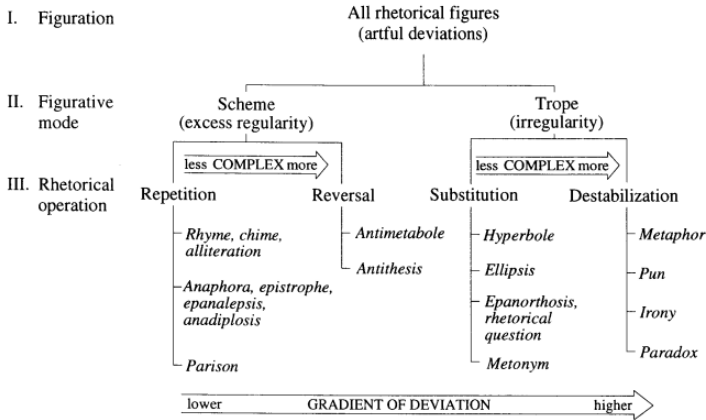 I. Figuration
All rhetorical figures
(artful deviations)
II. Figurative
mode
Scheme
(excess regularity)
Trope
(irregularity)
less COMPLEX more
less COMPLEX more
III. Rhetorical
operation
Repetition
Reversal
Substitution
Destabilization
Rhyme, chime,
alliteration
Anaphora, epistrophe,
epanalepsis,
anadiplosis
Parison
Antimetabole
Antithesis
Hyperbole
Ellipsis
Epanorthosis,
rhetorical
question
Metonym
Metaphor
Pun
Irony
Paradox
lower GRADIENT OF DEVIATION higher